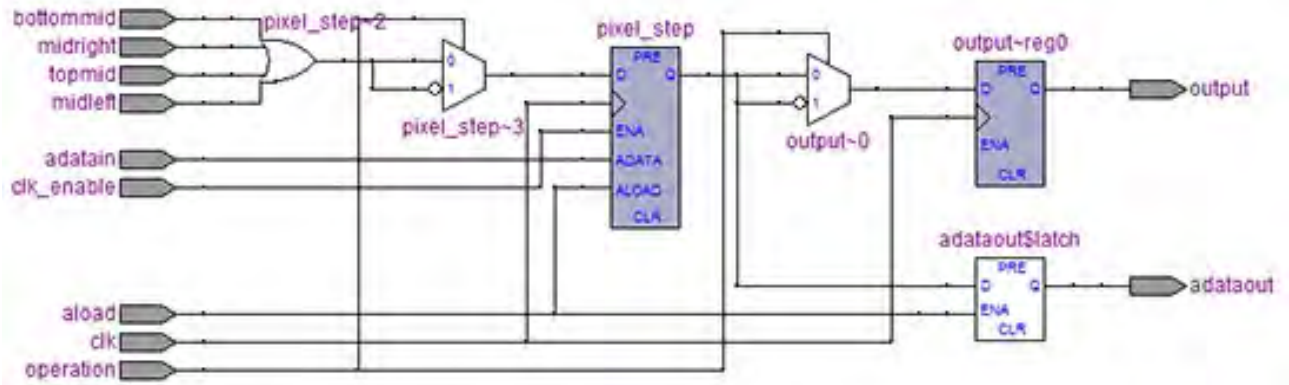 bottommid
pixel_step~2
midright
topmid
midleft
0
1
pixel_step~3
pixel_step
PRE
D
Q
ENA
ADATA
ALOAD
CLR
0
1
output~0
output~reg0
PRE
D
Q
ENA
CLR
output
adatain
clk_enable
adataout$latch
PRE
D
Q
ENA
CLR
adataout
aload
clk
operation